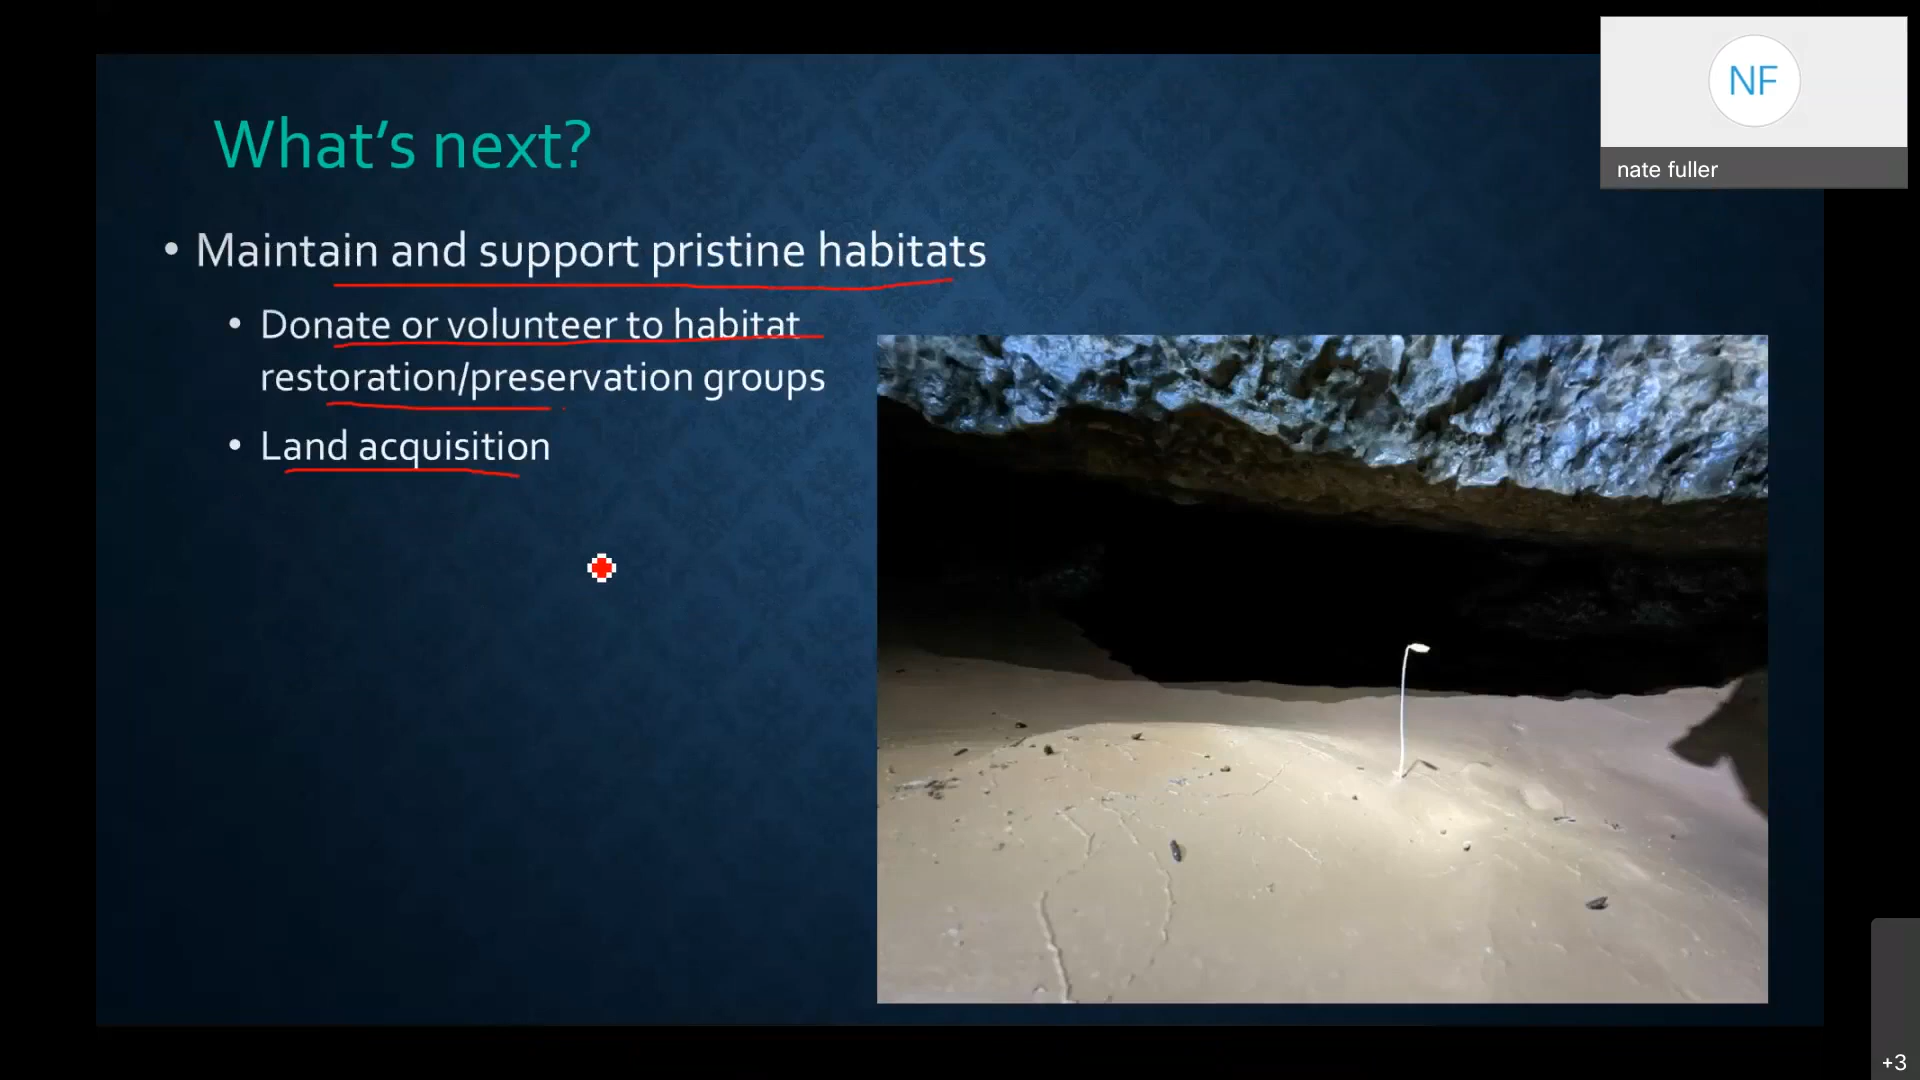 NF
nate fuller
What's next?
• Maintain and support pristine habitats
• Donate or volunteer to habitat
restoration/preservation groups
• Land acquisition
+3